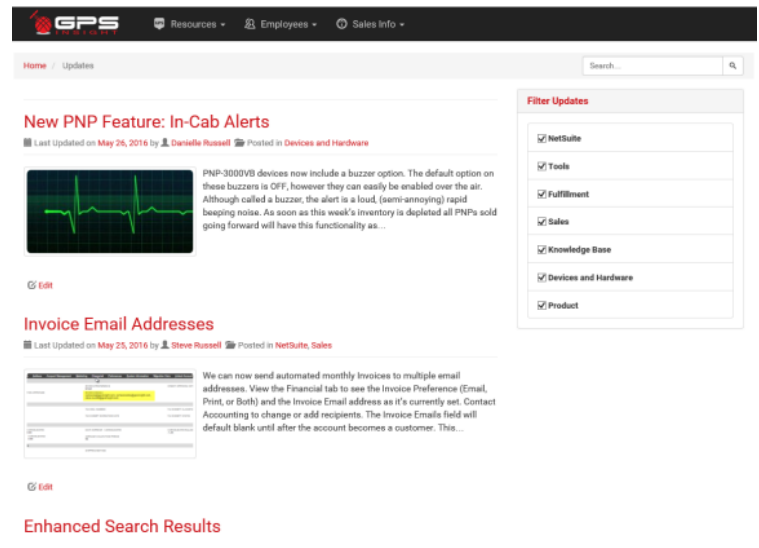 GPS
INSIGHT
Resources
Employees
Sales Info
Home / Updates
Search...
New PNP Feature: In-Cab Alerts
Last Updated on May 26, 2016 by Danielle Russell Posted in Devices and Hardware
PNP-3000VB devices now include a buzzer option. The default option on
these buzzers is OFF, however they can easily be enabled over the air.
Although called a buzzer, the alert is a loud, (semi-annoying) rapid
beeping noise. As soon as this week's inventory is depleted all PNPs sold
going forward will have this functionality as...
Edit
Invoice Email Addresses
Last Updated on May 25, 2016 by Steve Russell Posted in NetSuite, Sales
We can now send automated monthly Invoices to multiple email
addresses. View the Financial tab to see the Invoice Preference (Email,
Print, or Both) and the Invoice Email address as it's currently set. Contact
Accounting to change or add recipients. The Invoice Emails field will
default blank until after the account becomes a customer. This...
Edit
Enhanced Search Results
Filter Updates
NetSuite
Tools
Fulfillment
Sales
Knowledge Base
Devices and Hardware
Product